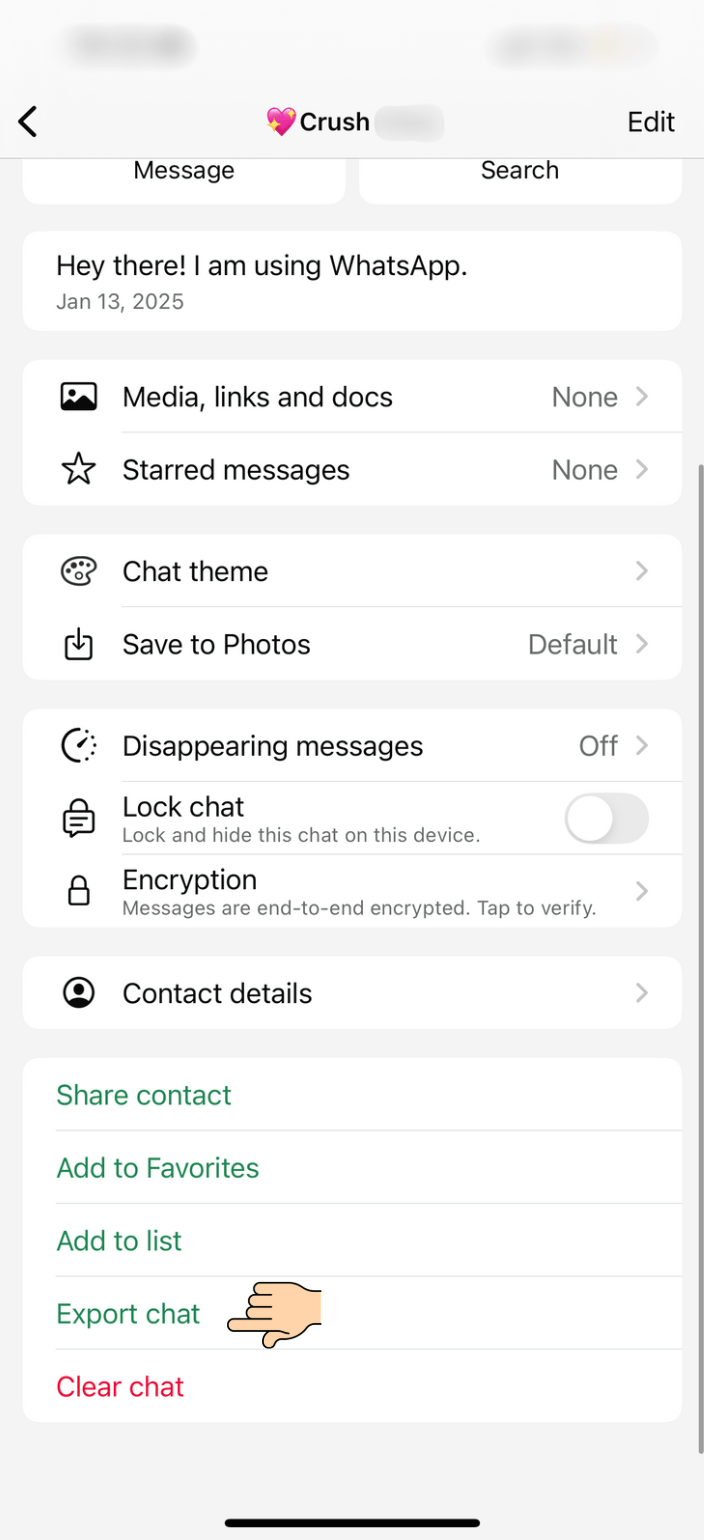 💖Crush
Edit
Message
Search
Hey there! I am using WhatsApp.
Jan 13, 2025
Media, links and docs
None
Starred messages
None
Chat theme
Save to Photos
Default
Disappearing messages
Off
Lock chat
Lock and hide this chat on this device.
Encryption
Messages are end-to-end encrypted. Tap to verify.
Contact details
Share contact
Add to Favorites
Add to list
Export chat
Clear chat